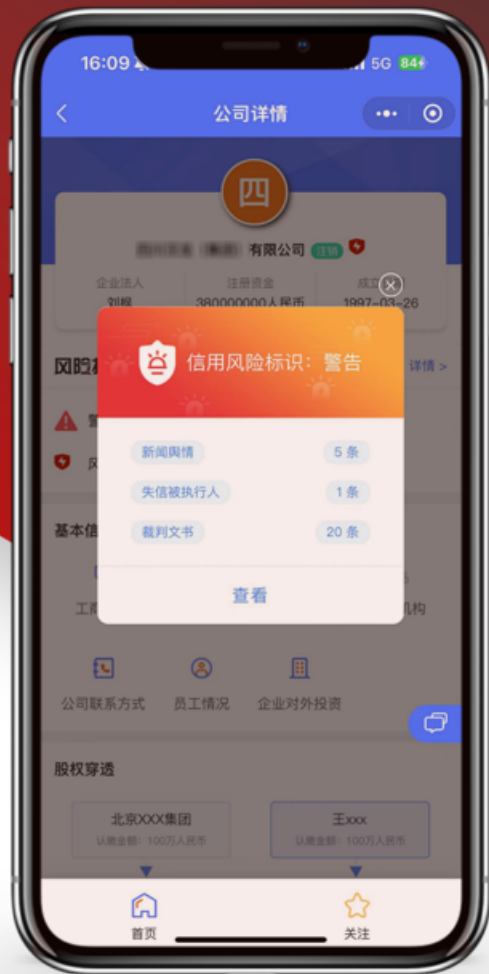 16:09
5G 84
公司详情
四
有限公司 注销
企业法人
注册资金
成立
刘枫
380000000人民币
1997-03-26
信用风险标识：警告
风险
详情 >
新闻舆情
5 条
失信被执行人
1 条
裁判文书
20 条
查看
基本信
工商
机构
公司联系方式
员工情况
企业对外投资
股权穿透
北京XXX集团
认缴金额：100万人民币
王xxx
认缴金额：100万人民币
首页
关注